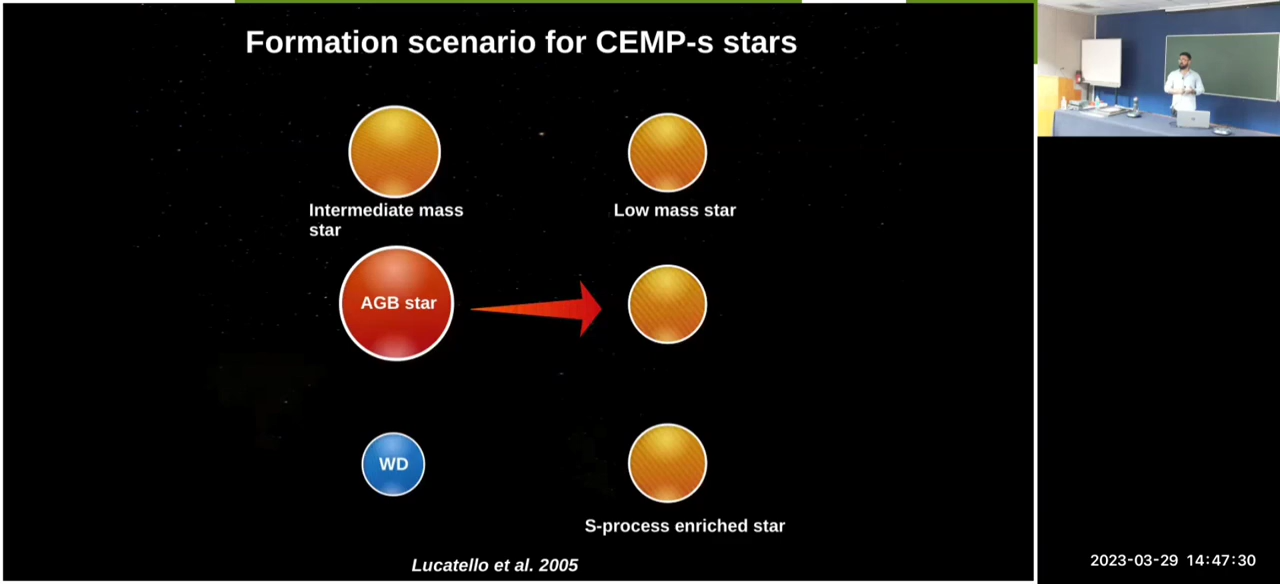 Formation scenario for CEMP-s stars
Intermediate mass
star
Low mass star
AGB star
WD
S-process enriched star
Lucatello et al. 2005
2023-03-29 14:47:30